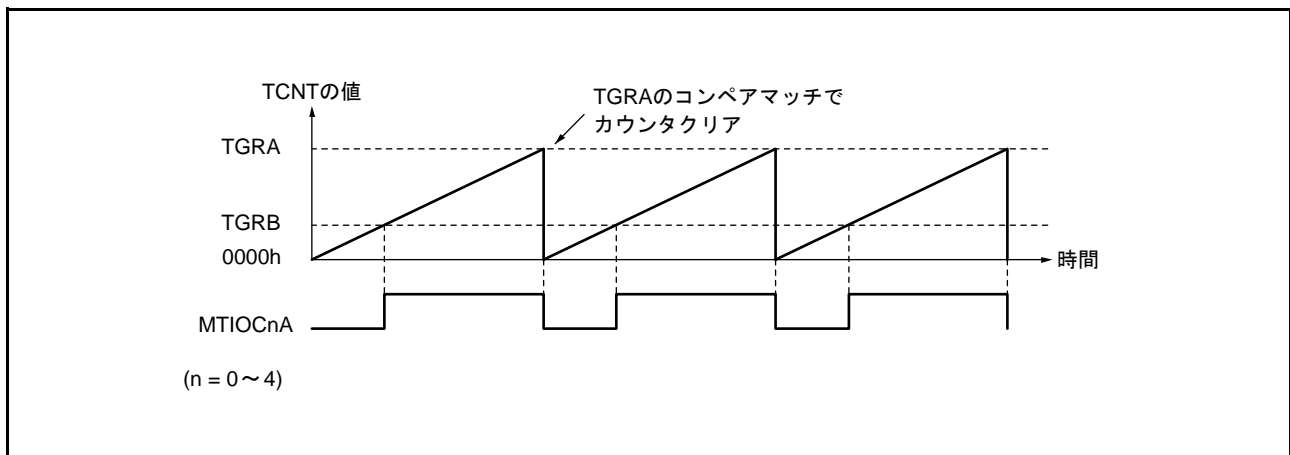 TCNTの値
TGRAのコンペアマッチで
カウンタクリア
TGRA
TGRB
0000h
時間
MTIOCnA
(n = 0～4)